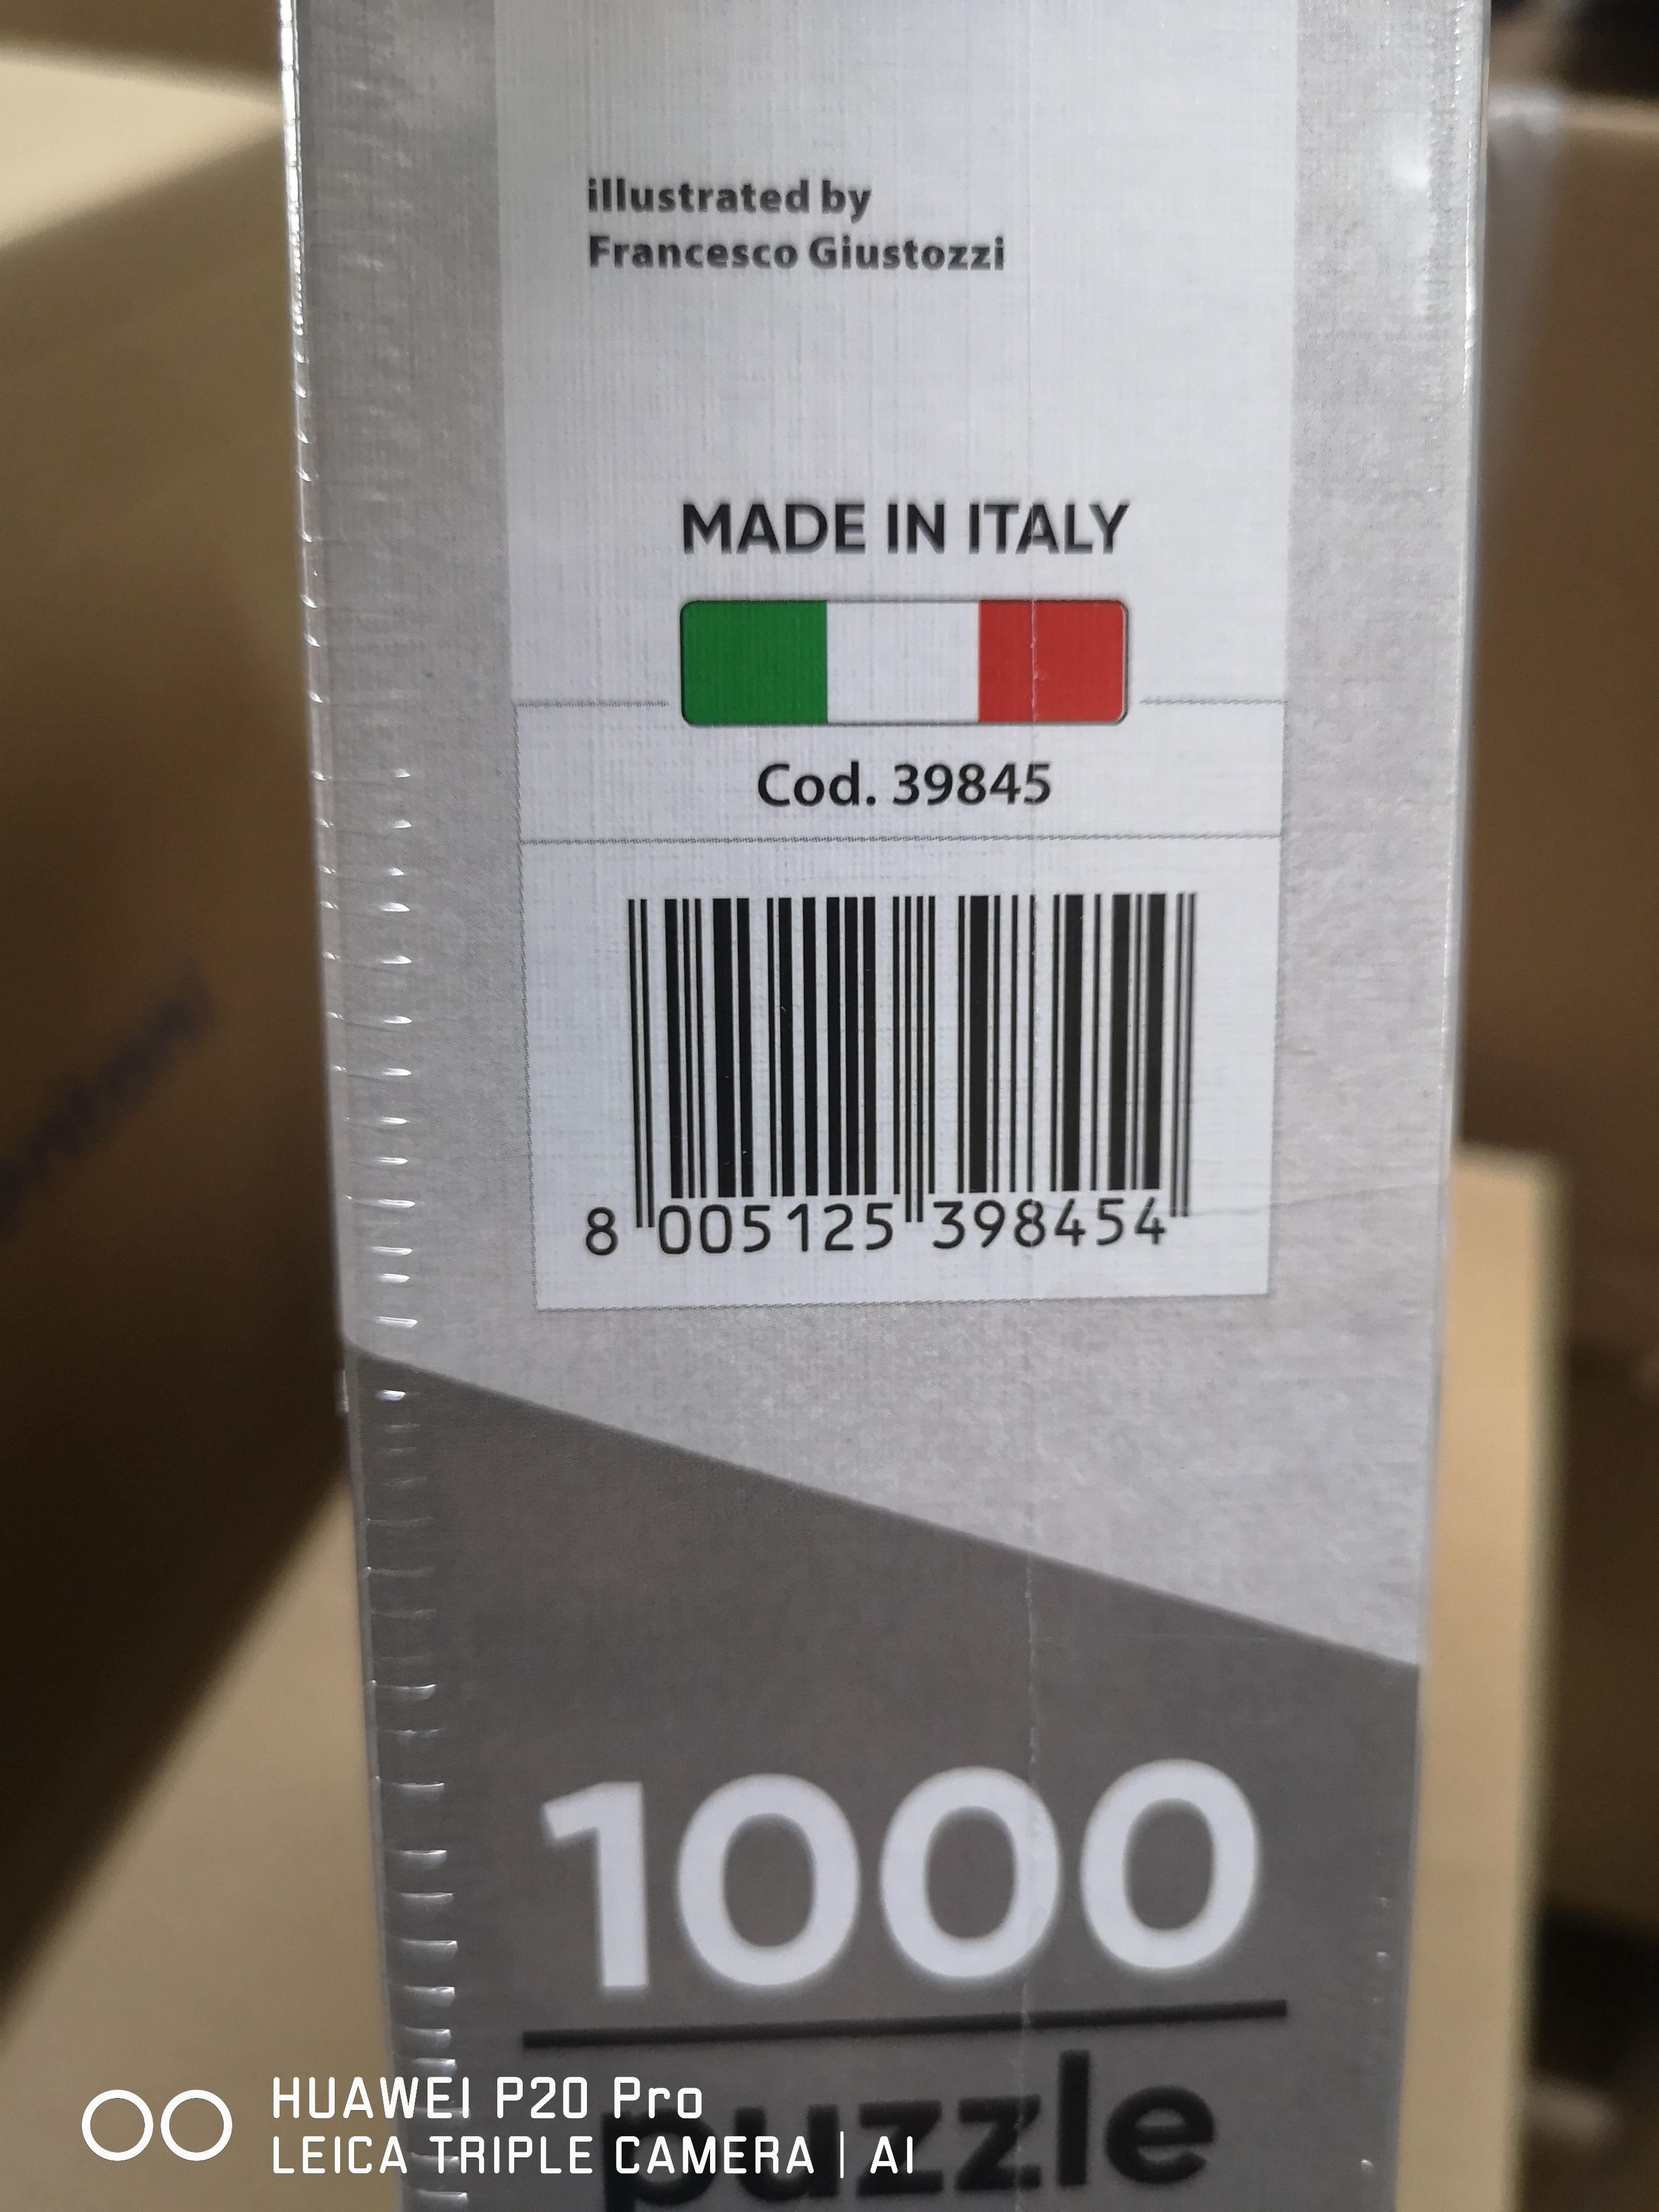 illustrated by
Francesco Giustozzi
MADE IN ITALY
Cod. 39845
8 005125 398454
1000
puzzle
HUAWEI P20 Pro
LEICA TRIPLE CAMERA | AI